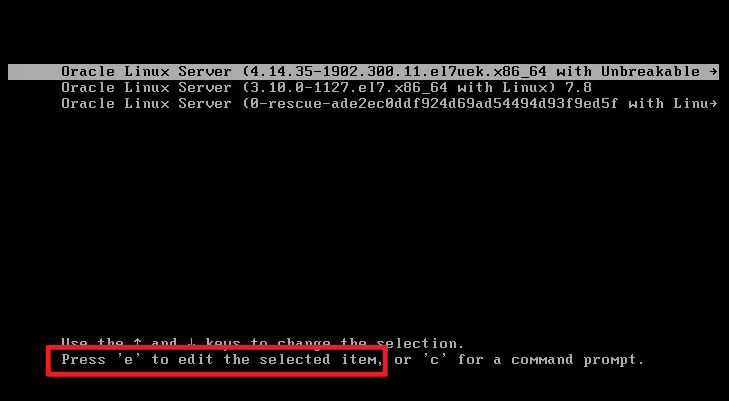 Oracle Linux Server (4.14.35-1902.300.11.el7uek.x86_64 with Unbreakable →
Oracle Linux Server (3.10.0-1127.el7.x86_64 with Linux) 7.8
Oracle Linux Server (0-rescue-ade2ec0ddf924d69ad54494d93f9ed5f with Linu→
Use the ↑ and ↓ keys to change the selection.
Press 'e' to edit the selected item, or 'c' for a command prompt.